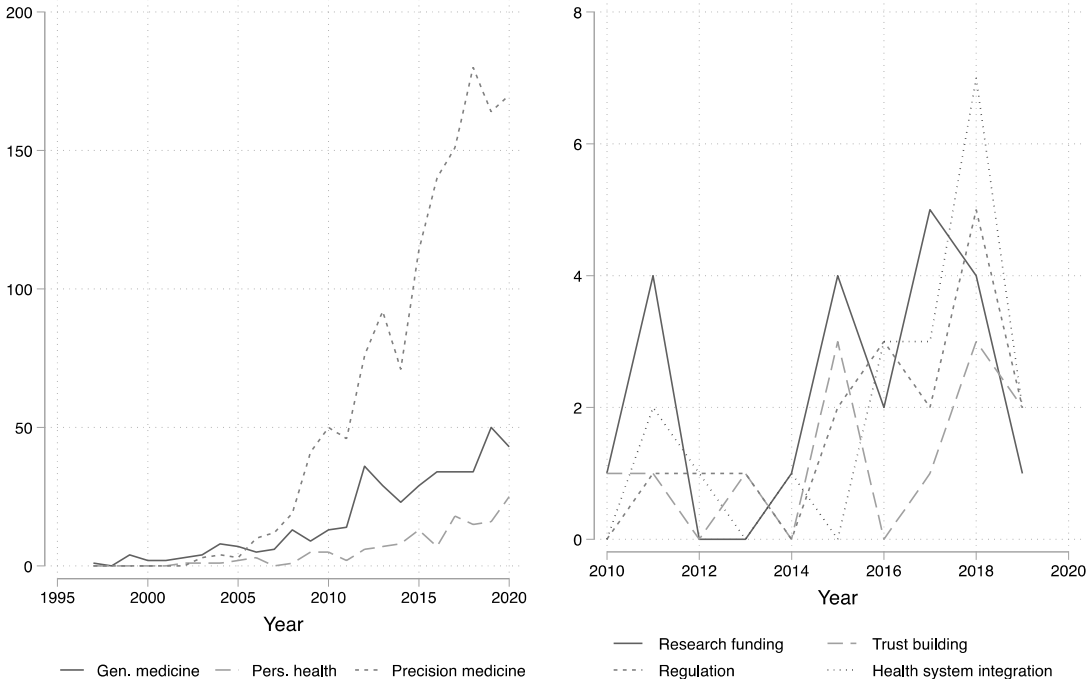 200
150
100
50
0
1995 2000 2005 2010 2015 2020
Year
Gen. medicine Pers. health Precision medicine
8
6
4
2
0
2010 2012 2014 2016 2018 2020
Year
Research funding Trust building
Regulation Health system integration